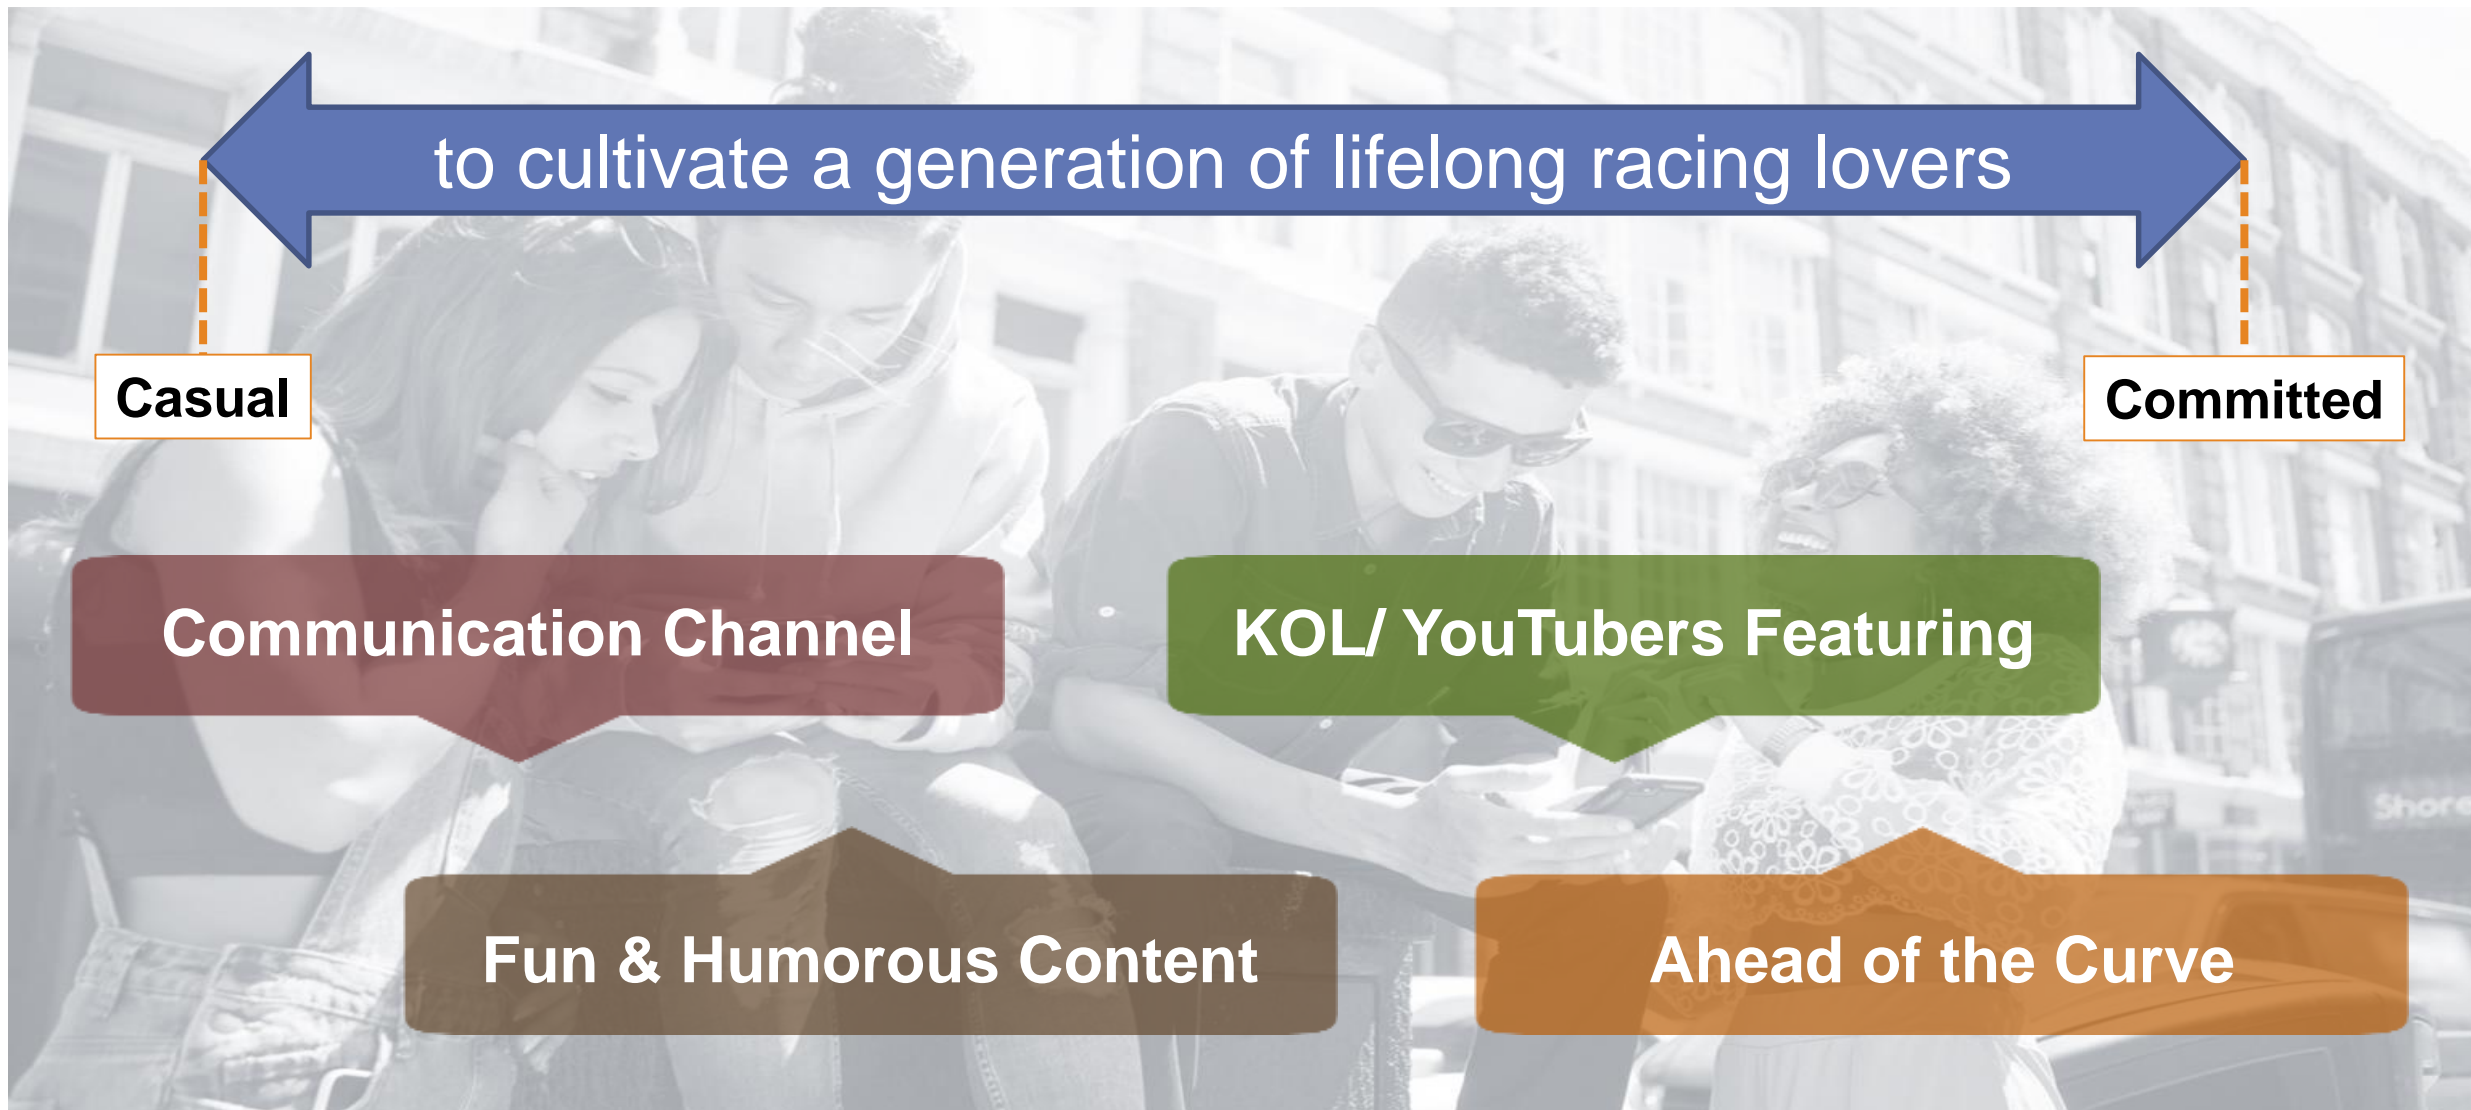 to cultivate a generation of lifelong racing lovers
Casual
Committed
Communication Channel
KOL/ YouTubers Featuring
Shore
Fun & Humorous Content
Ahead of the Curve